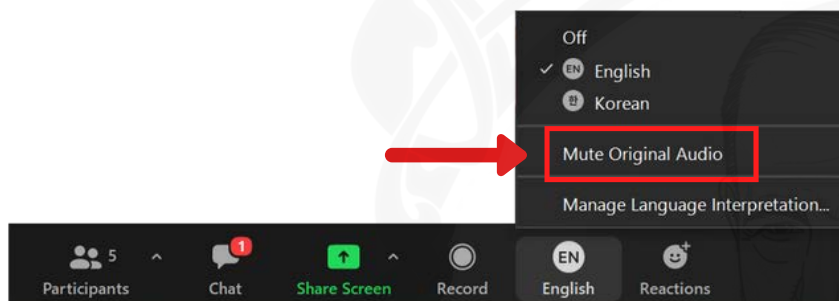 Off
✓ EN English
한 Korean
Mute Original Audio
Manage Language Interpretation...
5
1
EN
Participants Chat Share Screen Record English Reactions